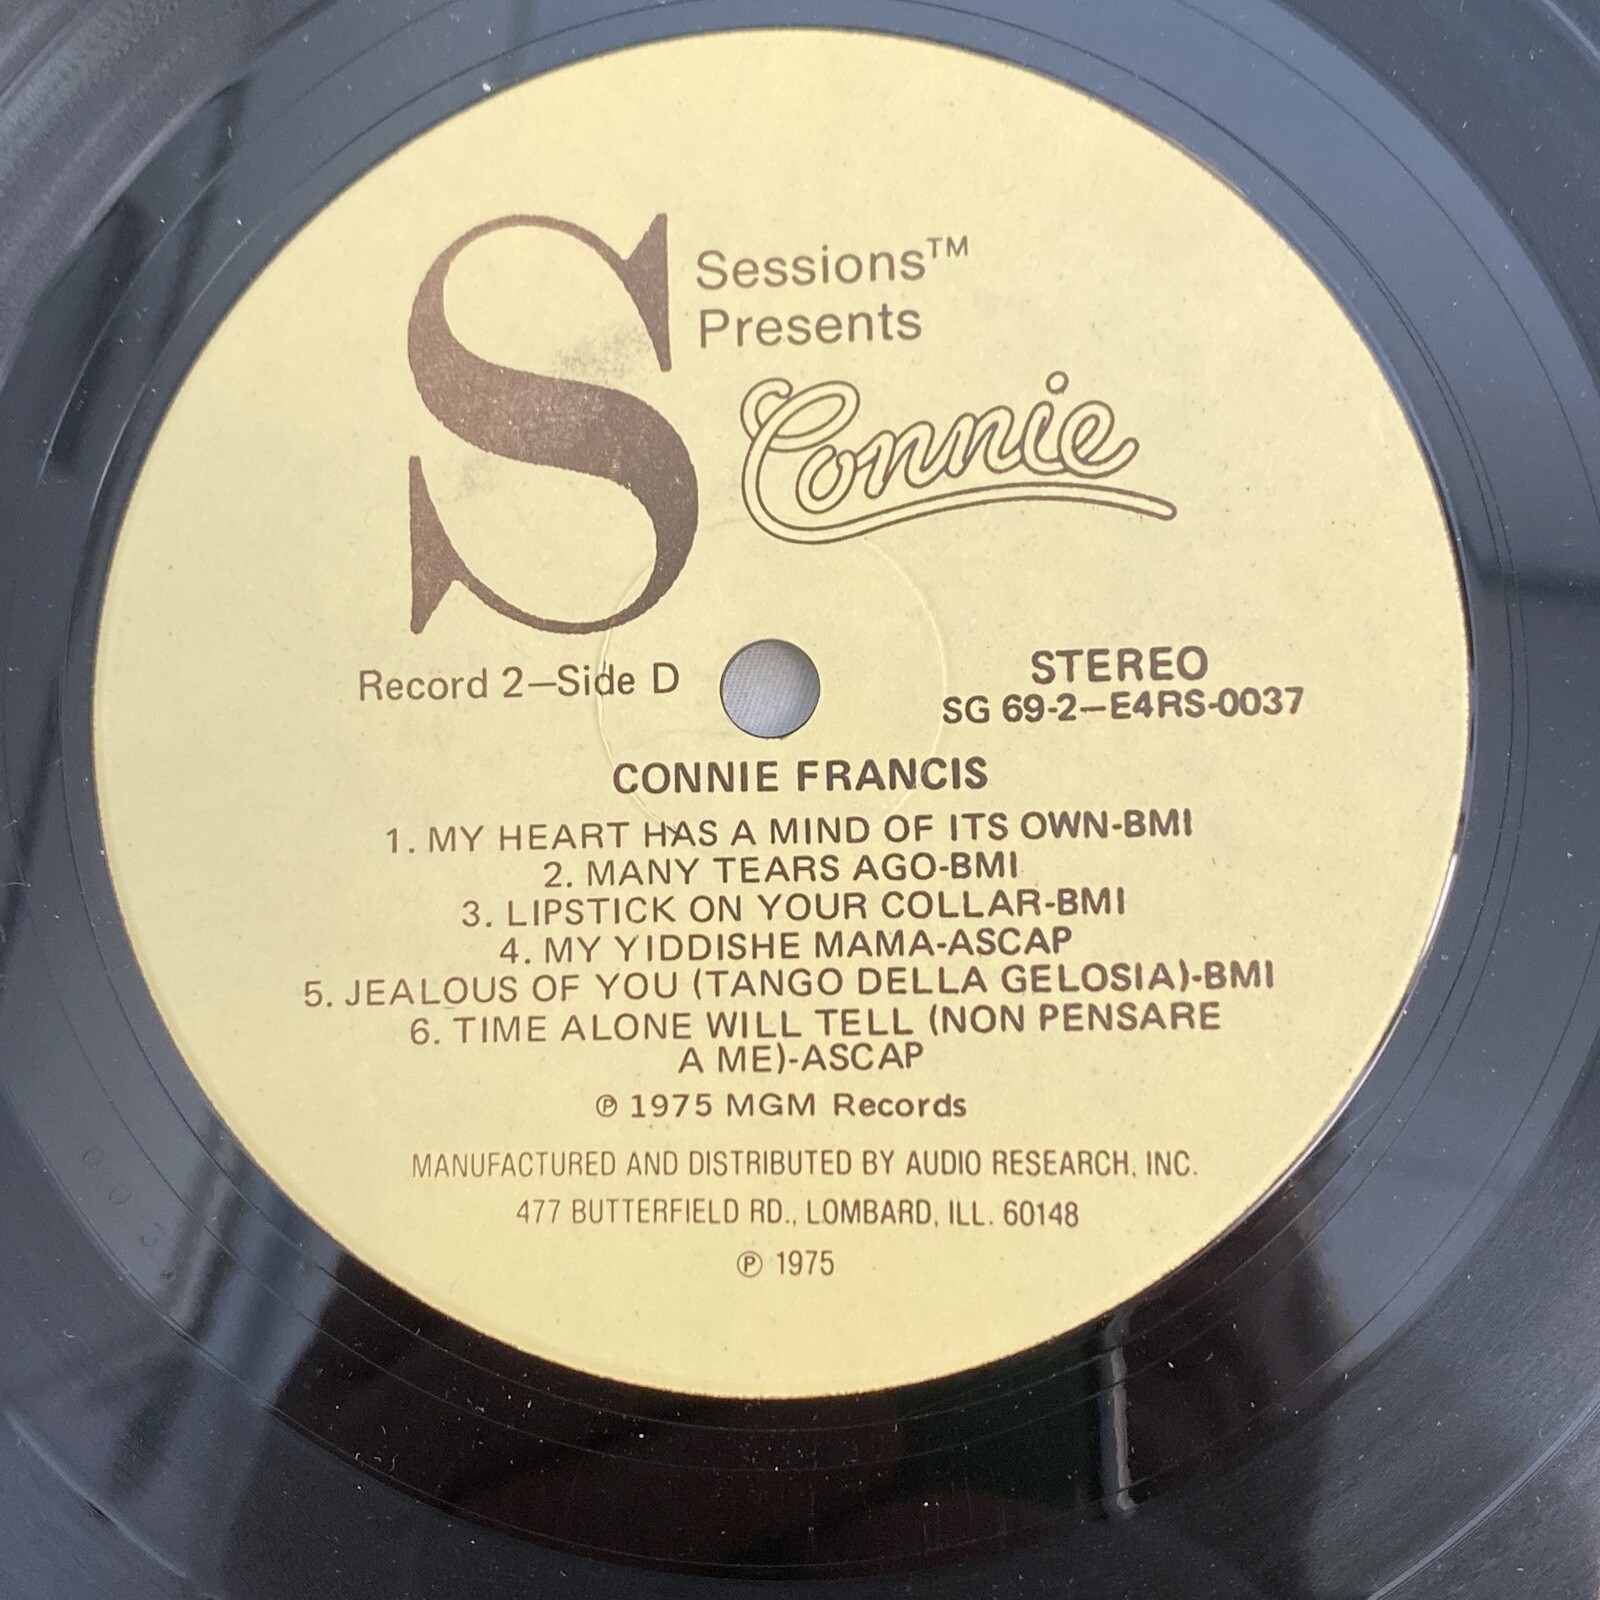 S
Sessions™
Presents
Connie
Record 2—Side D
STEREO
SG 69-2—E4RS-0037
CONNIE FRANCIS
1. MY HEART HAS A MIND OF ITS OWN-BMI
2. MANY TEARS AGO-BMI
3. LIPSTICK ON YOUR COLLAR-BMI
4. MY YIDDISHE MAMA-ASCAP
5. JEALOUS OF YOU (TANGO DELLA GELOSIA)-BMI
6. TIME ALONE WILL TELL (NON PENSARE
A ME)-ASCAP
℗ 1975 MGM Records
MANUFACTURED AND DISTRIBUTED BY AUDIO RESEARCH, INC.
477 BUTTERFIELD RD., LOMBARD, ILL. 60148
℗ 1975